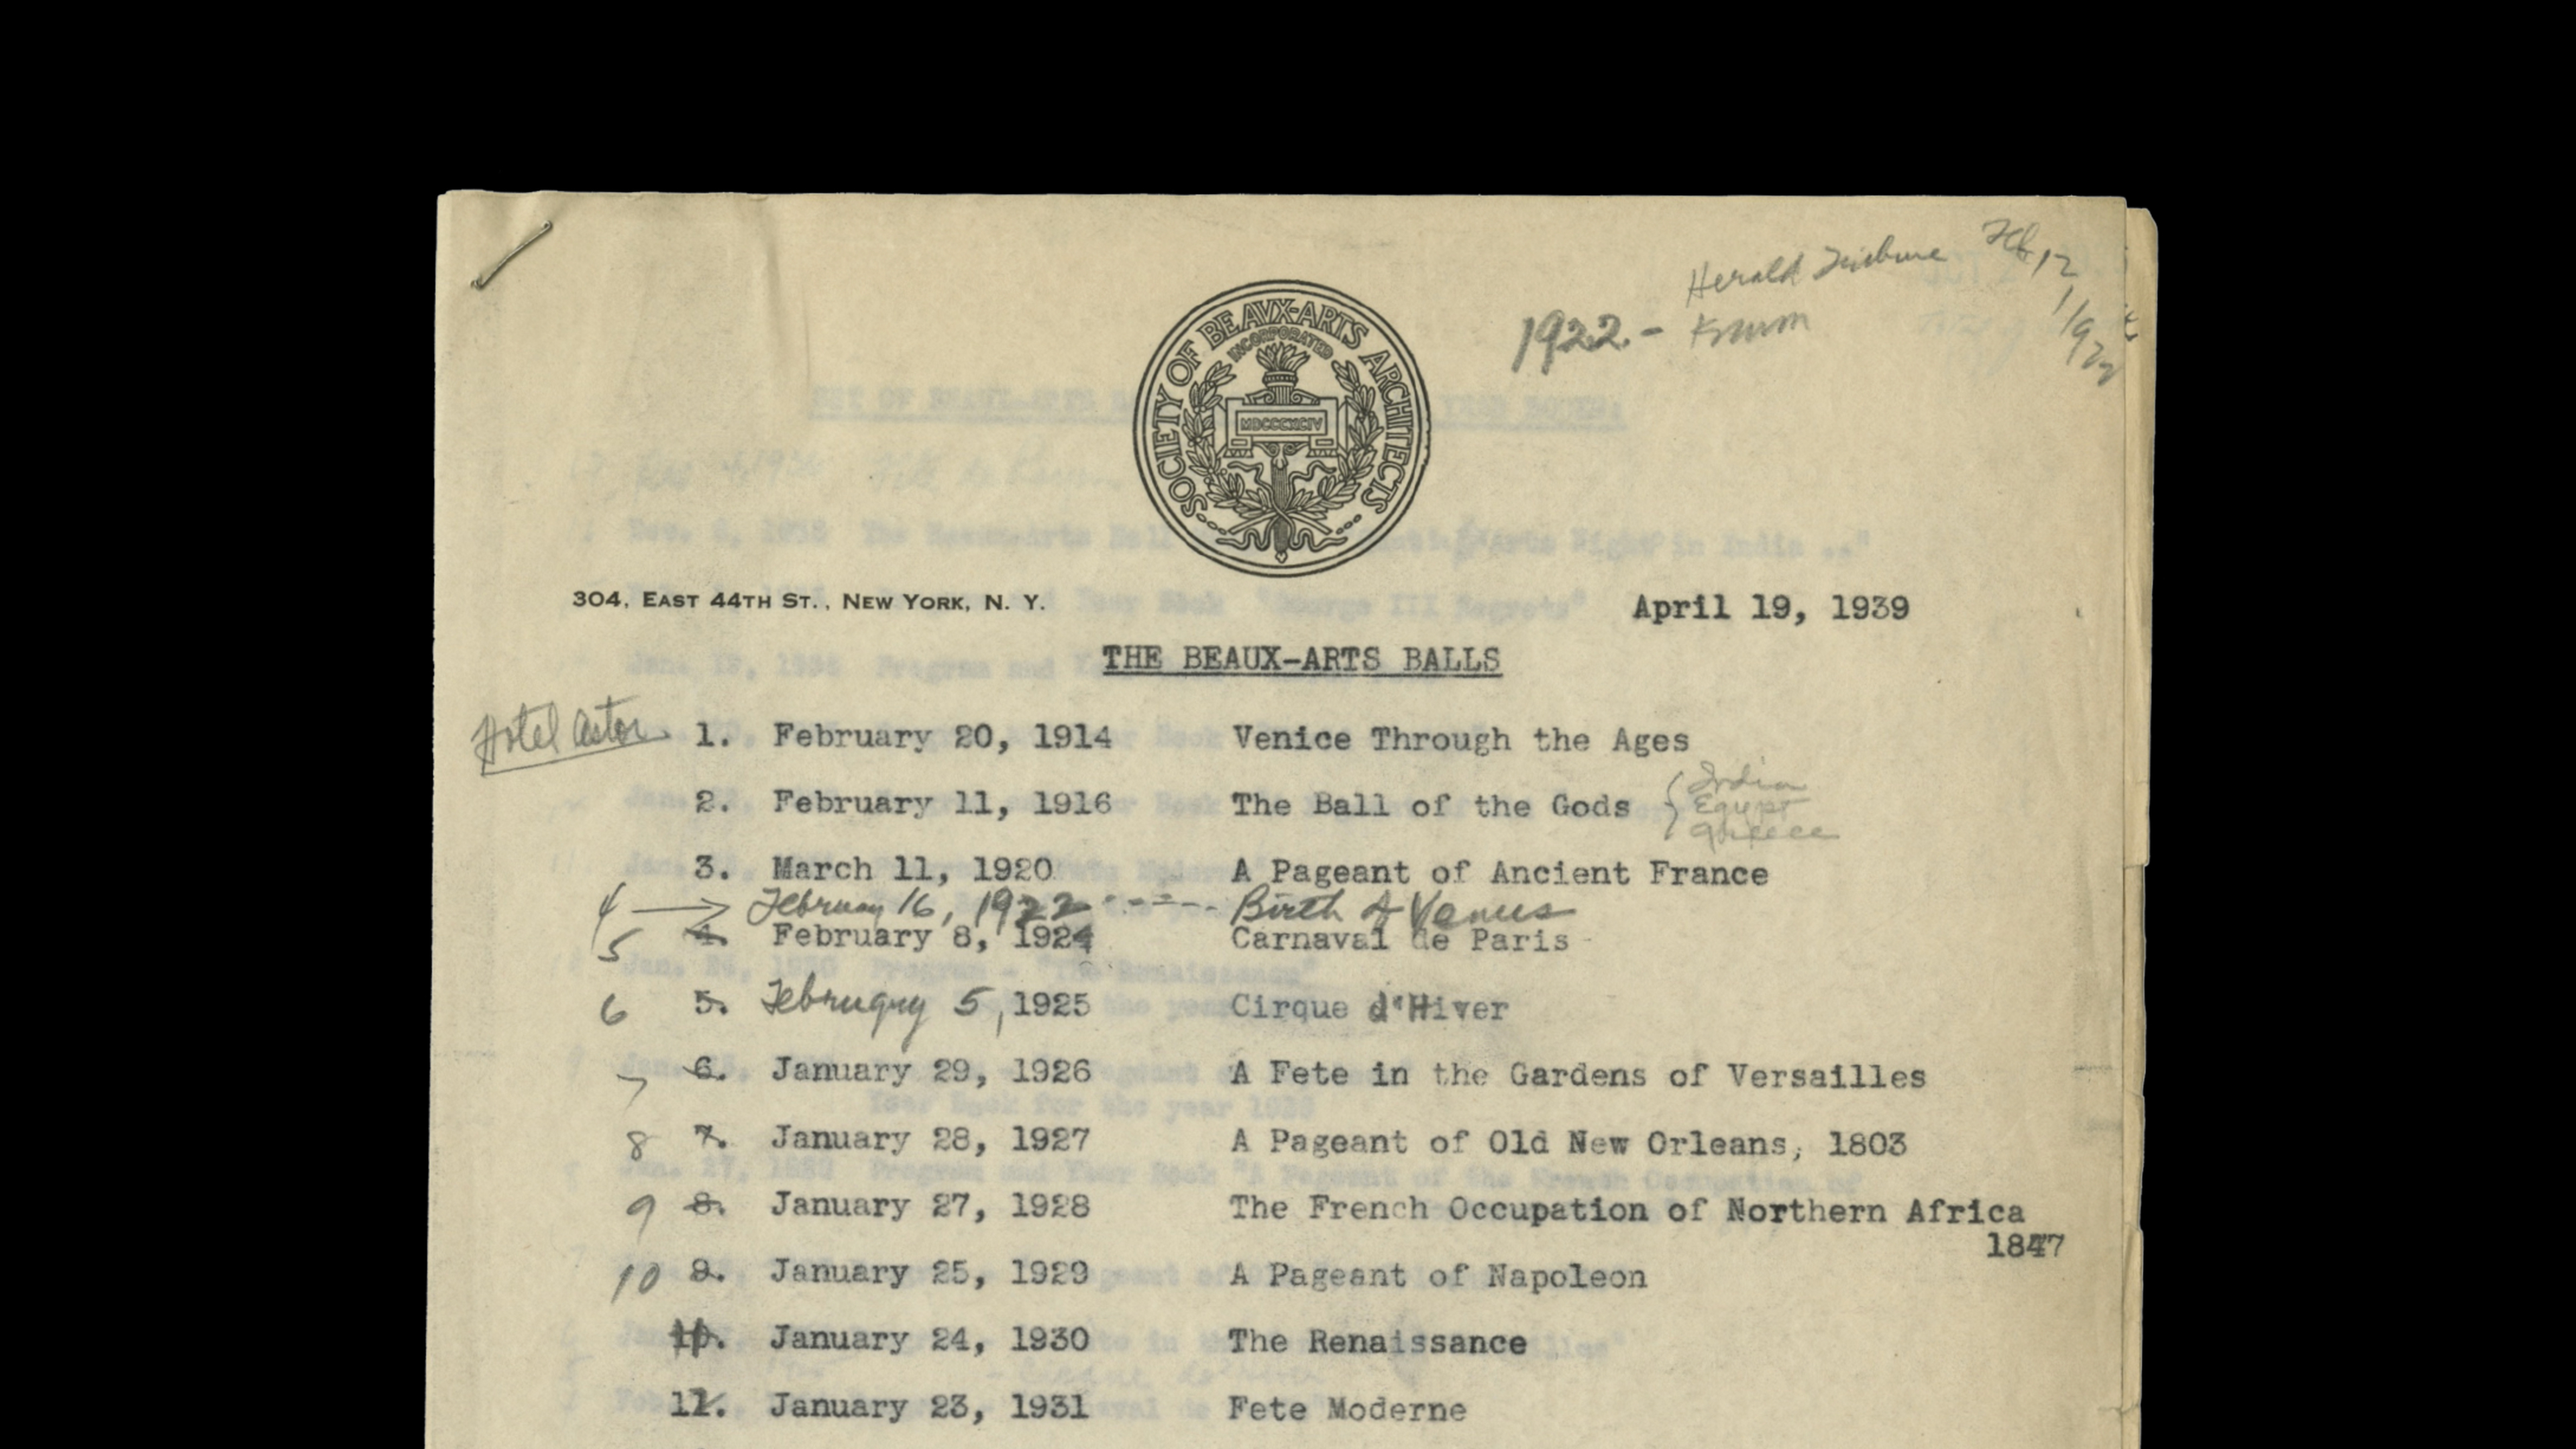 Herald Tribune Feb, 12
1922 -
1/922
SOCIETY OF BEAVX-ARTS ARCHITECTS
INCORPORATED
MDCCCXCIV
304, EAST 44TH ST., NEW YORK, N. Y.
April 19, 1939
THE BEAUX-ARTS BALLS
Hotel Astor 1. February 20, 1914 Venice Through the Ages
2. February 11, 1916 The Ball of the Gods { India
Egypt
Greece
3. March 11, 1920 A Pageant of Ancient France
4 → February 16, 1922 ----- Birth of Venus
5 4. February 8, 1924 Carnaval de Paris
6 5. February 5, 1925 Cirque d'Hiver
7 6. January 29, 1926 A Fete in the Gardens of Versailles
8 7. January 28, 1927 A Pageant of Old New Orleans, 1803
9 8. January 27, 1928 The French Occupation of Northern Africa
1847
10 9. January 25, 1929 A Pageant of Napoleon
11. January 24, 1930 The Renaissance
12. January 23, 1931 Fete Moderne